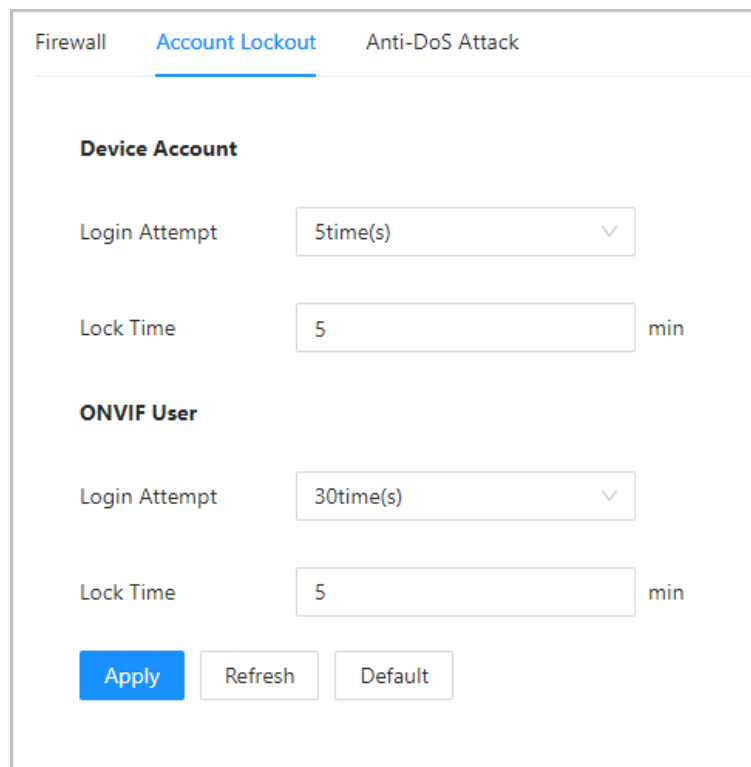 Firewall Account Lockout Anti-DoS Attack
Device Account
Login Attempt 5time(s)
Lock Time 5 min
ONVIF User
Login Attempt 30time(s)
Lock Time 5 min
Apply Refresh Default